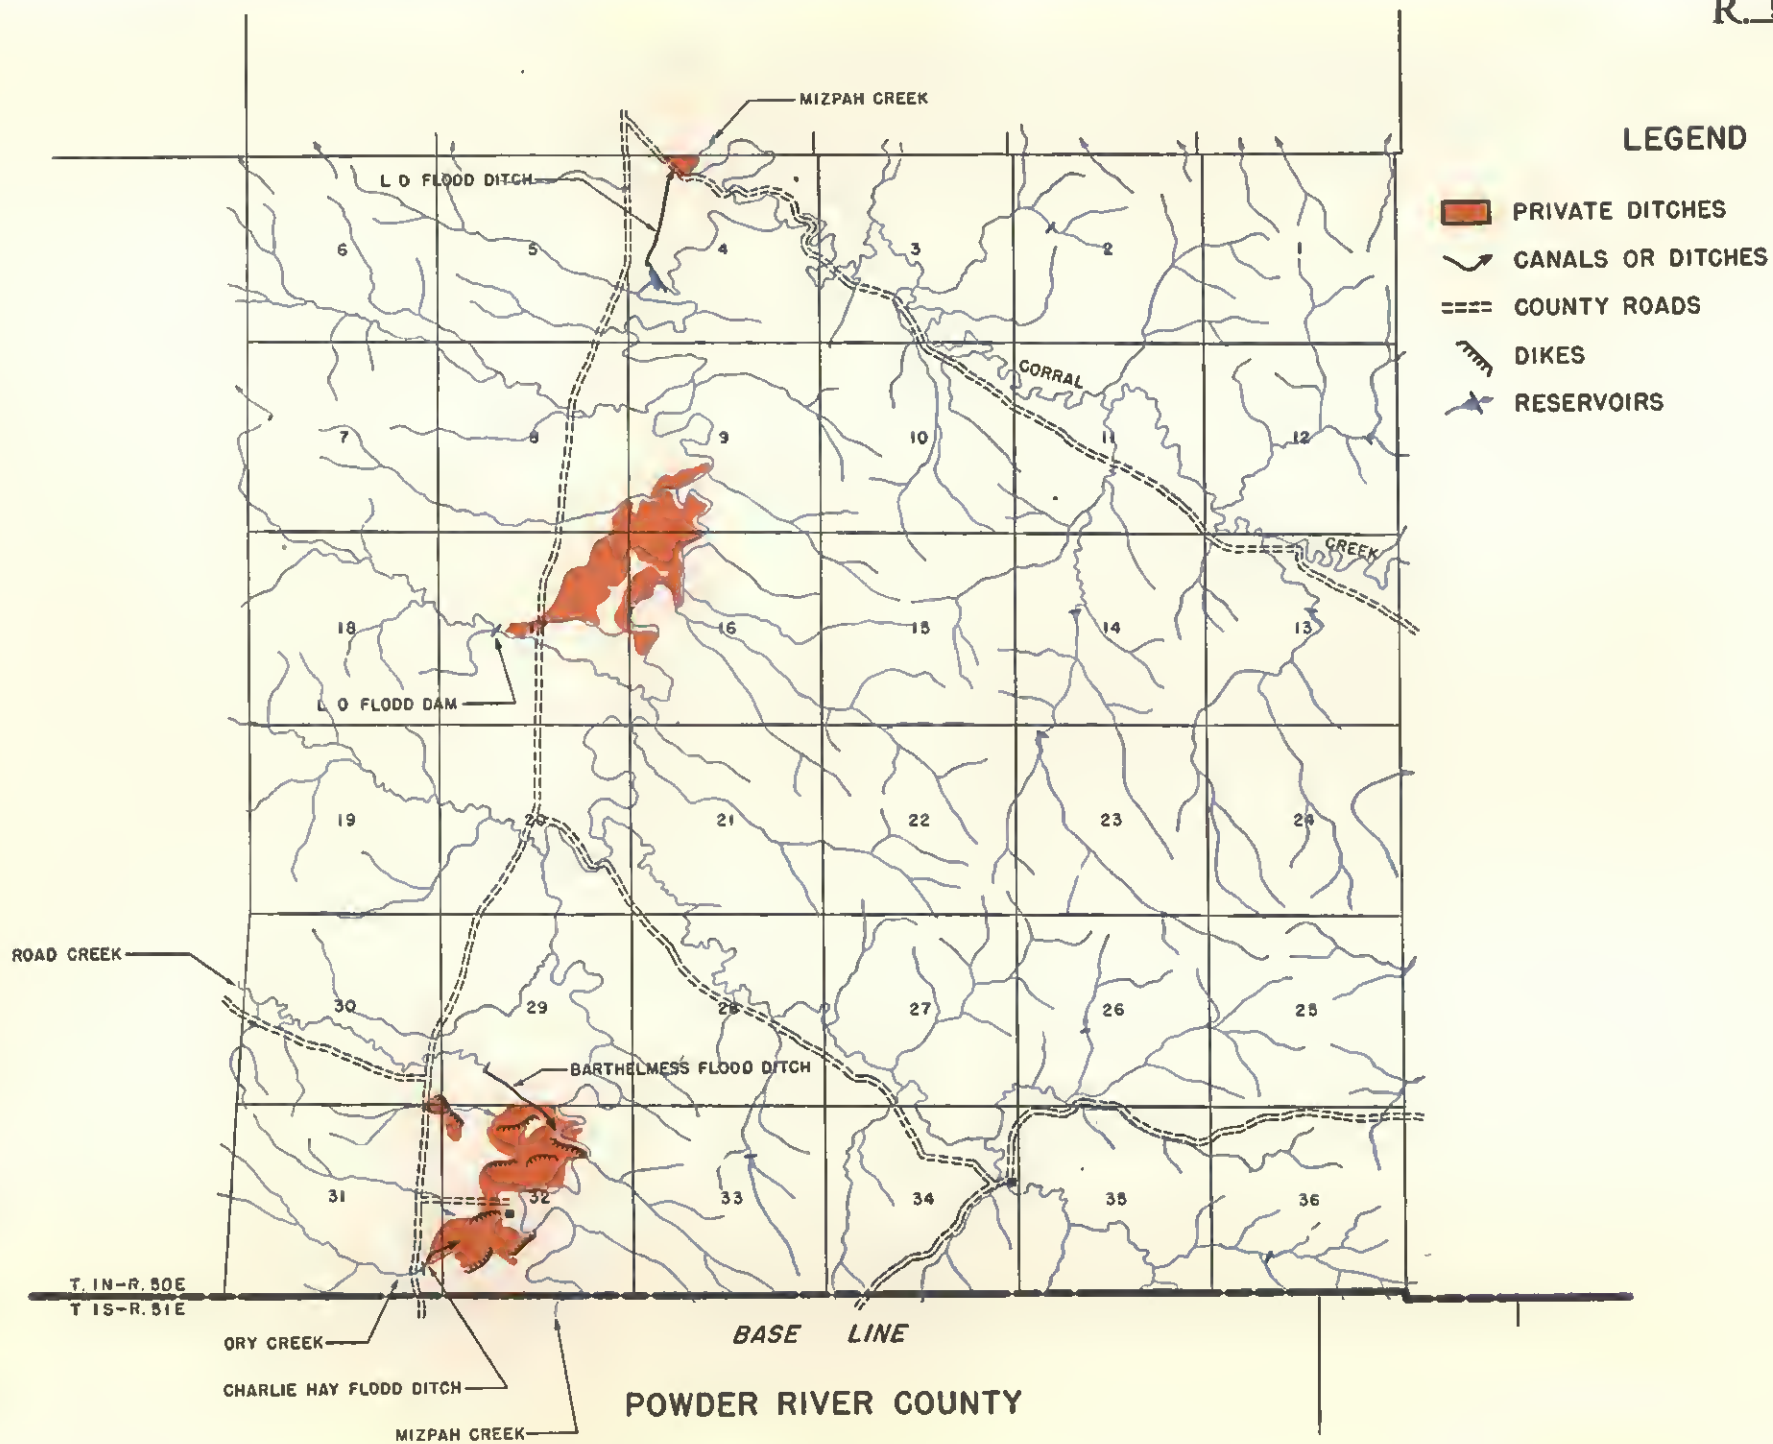 R.
MIZPAH CREEK
LEGEND
L O FLOOD DITCH
PRIVATE DITCHES
CANALS OR DITCHES
COUNTY ROADS
DIKES
RESERVOIRS
6
5
4
3
2
1
CORRAL
7
8
9
10
11
12
CREEK
18
17
16
15
14
13
L O FLODD DAM
19
20
21
22
23
24
ROAD CREEK
30
29
28
27
26
25
BARTHELMESS FLOOD DITCH
31
32
33
34
35
36
T. IN-R. 50E
T IS-R. 51E
ORY CREEK
BASE LINE
CHARLIE HAY FLODD DITCH
POWDER RIVER COUNTY
MIZPAH CREEK